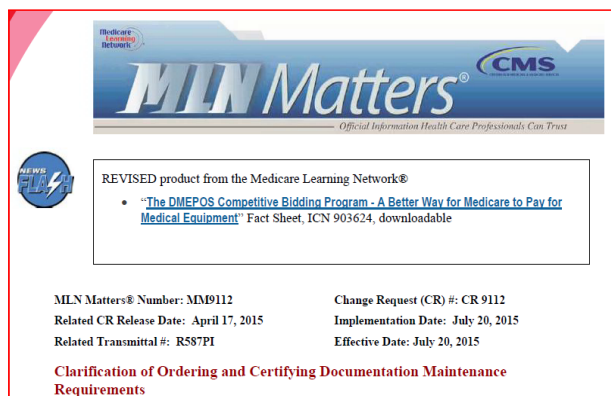 Medicare
Learning
Network®
CMS
MLN Matters®
Official Information Health Care Professionals Can Trust
NEWS
FLASH
REVISED product from the Medicare Learning Network®
• “The DMEPOS Competitive Bidding Program - A Better Way for Medicare to Pay for
Medical Equipment” Fact Sheet, ICN 903624, downloadable
MLN Matters® Number: MM9112
Change Request (CR) #: CR 9112
Related CR Release Date: April 17, 2015
Implementation Date: July 20, 2015
Related Transmittal #: R587PI
Effective Date: July 20, 2015
Clarification of Ordering and Certifying Documentation Maintenance
Requirements